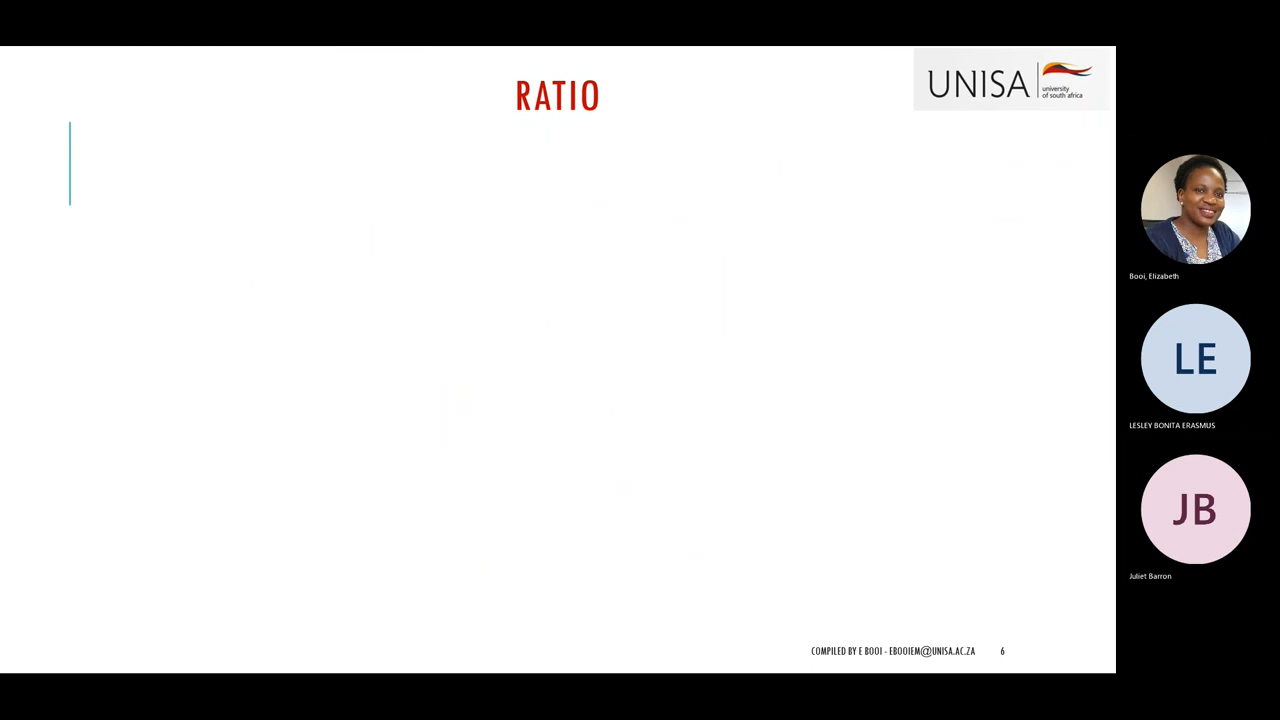 RATIO
UNISA
university
of south africa
Booi, Elizabeth
LE
LESLEY BONITA ERASMUS
JB
Juliet Barron
COMPILED BY E BOOI - EBOOIEM@UNISA.AC.ZA 6